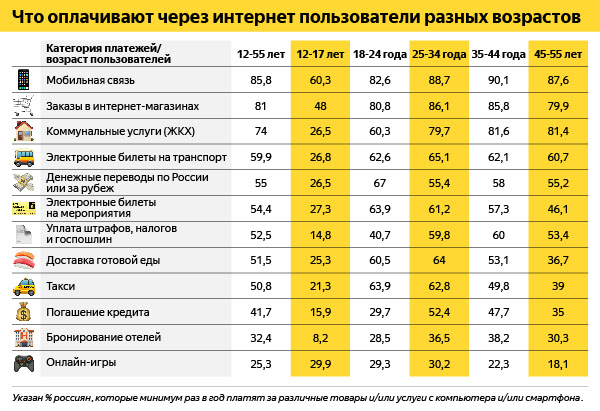 Что оплачивают через интернет пользователи разных возрастов
Категория платежей/
возраст пользователей 12-55 лет 12-17 лет 18-24 года 25-34 года 35-44 года 45-55 лет
Мобильная связь 85,8 60,3 82,6 88,7 90,1 87,6
Заказы в интернет-магазинах 81 48 80,8 86,1 85,8 79,9
Коммунальные услуги (ЖКХ) 74 26,5 60,3 79,7 81,6 81,4
Электронные билеты на транспорт 59,9 26,8 62,6 65,1 62,1 60,7
Денежные переводы по России
или за рубеж 55 26,5 67 55,4 58 55,2
Электронные билеты
на мероприятия 54,4 27,3 63,9 61,2 57,3 46,1
Уплата штрафов, налогов
и госпошлин 52,5 14,8 40,7 59,8 60 53,4
Доставка готовой еды 51,5 25,3 60,5 64 53,1 36,7
Такси 50,8 21,3 63,9 62,8 49,8 39
Погашение кредита 41,7 15,9 29,7 52,4 47,7 35
Бронирование отелей 32,4 8,2 28,5 36,5 38,2 30,3
Онлайн-игры 25,3 29,9 29,3 30,2 22,3 18,1
Указан % россиян, которые минимум раз в год платят за различные товары и/или услуги с компьютера и/или смартфона.